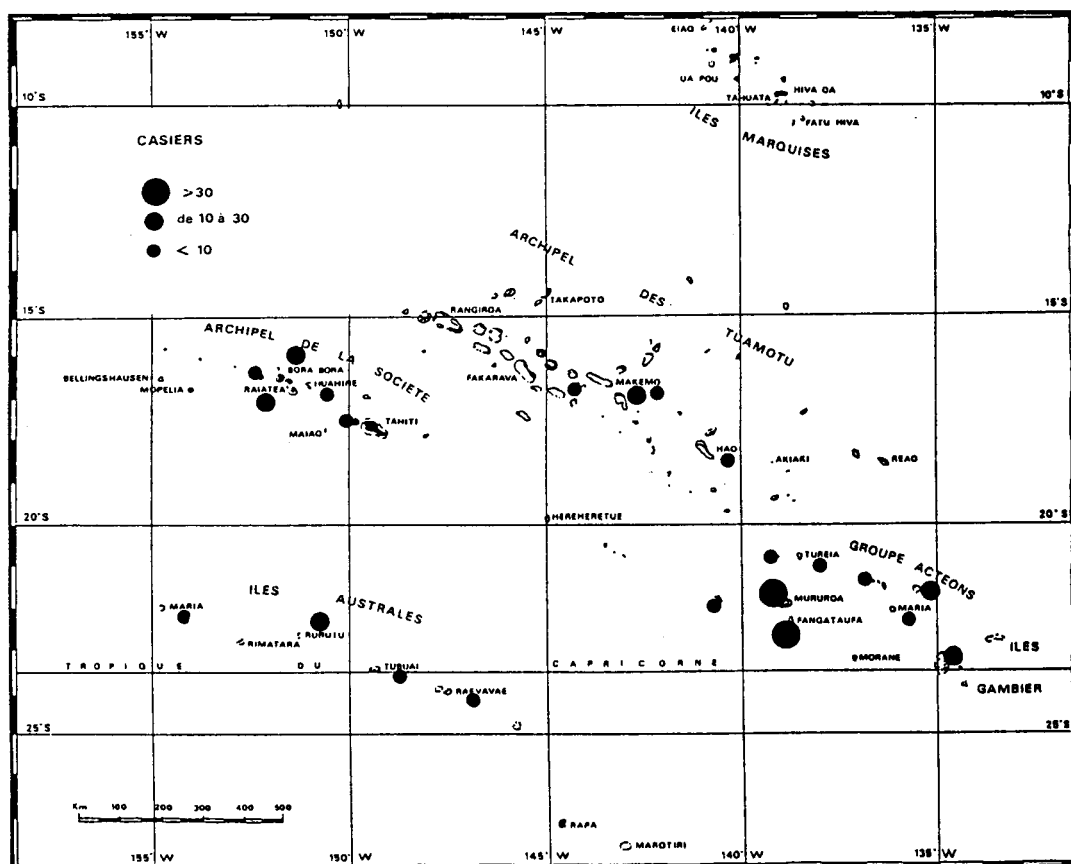 155°W 150°W 145°W 140°W 135°W
EIAO
UA POU
HIVA OA
TAHUATA
10°S 10°S
FATU HIVA
ILES MARQUISES
CASIERS
>30
de 10 à 30
< 10
ARCHIPEL DES TUAMOTU
TAKAPOTO
RANGIROA
15°S 15°S
ARCHIPEL DE LA SOCIETE
BORA BORA
BELLINGSHAUSEN
MOPELIA
RAIATEA
HUAHINE
FAKARAVA
MAKEMO
MAIAO
TAHITI
HAO
AKIAKI
REAO
HEREHERETUE
20°S 20°S
TUREIA
GROUPE ACTEONS
ILES AUSTRALES
MARIA
MURUROA
MARIA
RURUTU
FANGATAUFA
RIMATARA
MORANE
ILES GAMBIER
TROPIQUE DU CAPRICORNE
TUBUAI
RAEVAVAE
25°S 25°S
Km 100 200 300 400 500
RAPA
MAROTIRI
155°W 150°W 145°W 140°W 135°W